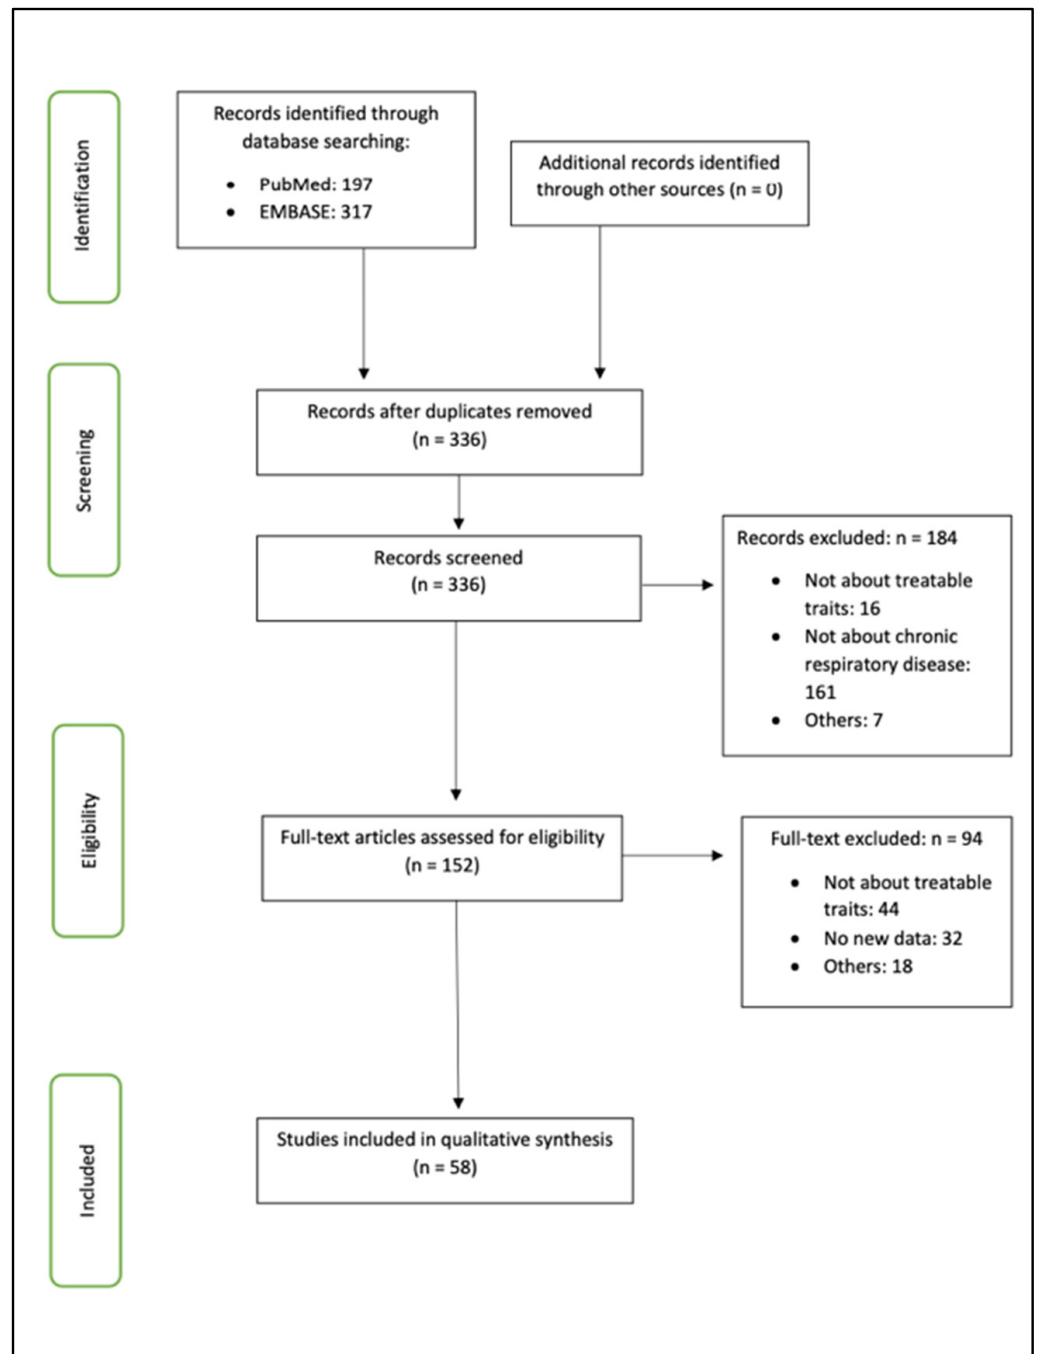 Identification
Records identified through
database searching:
• PubMed: 197
• EMBASE: 317
Additional records identified
through other sources (n = 0)
Screening
Records after duplicates removed
(n = 336)
Records screened
(n = 336)
Records excluded: n = 184
• Not about treatable
traits: 16
• Not about chronic
respiratory disease:
161
• Others: 7
Eligibility
Full-text articles assessed for eligibility
(n = 152)
Full-text excluded: n = 94
• Not about treatable
traits: 44
• No new data: 32
• Others: 18
Included
Studies included in qualitative synthesis
(n = 58)